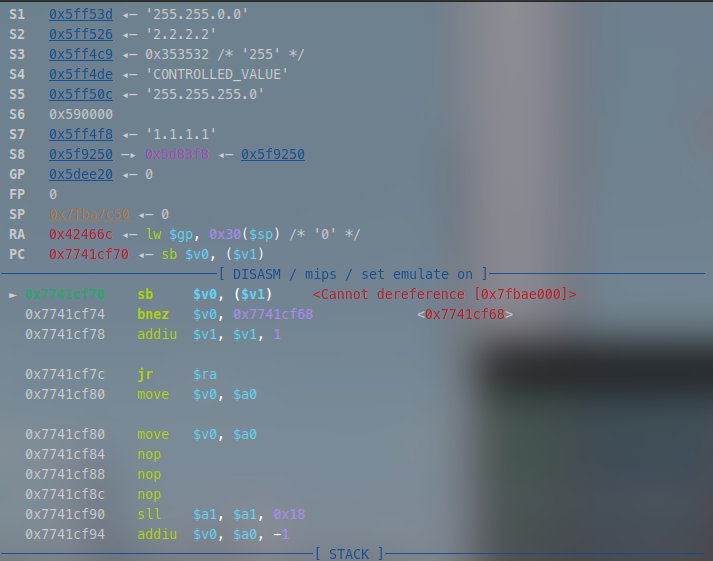 S1 0x5ff53d ◂— '255.255.0.0'
S2 0x5ff526 ◂— '2.2.2.2'
S3 0x5ff4c9 ◂— 0x353532 /* '255' */
S4 0x5ff4de ◂— 'CONTROLLED_VALUE'
S5 0x5ff50c ◂— '255.255.255.0'
S6 0x590000
S7 0x5ff4f8 ◂— '1.1.1.1'
S8 0x5f9250 —▸ 0x5d83f8 ◂— 0x5f9250
GP 0x5dee20 ◂— 0
FP 0
SP 0x7fba7c50 ◂— 0
RA 0x42466c ◂— lw $gp, 0x30($sp) /* '0' */
PC 0x7741cf70 ◂— sb $v0, ($v1)
[ DISASM / mips / set emulate on ]
► 0x7741cf70 sb $v0, ($v1) <Cannot dereference [0x7fbae000]>
0x7741cf74 bnez $v0, 0x7741cf68 <0x7741cf68>
0x7741cf78 addiu $v1, $v1, 1
0x7741cf7c jr $ra
0x7741cf80 move $v0, $a0
0x7741cf80 move $v0, $a0
0x7741cf84 nop
0x7741cf88 nop
0x7741cf8c nop
0x7741cf90 sll $a1, $a1, 0x18
0x7741cf94 addiu $v0, $a0, -1
[ STACK ]